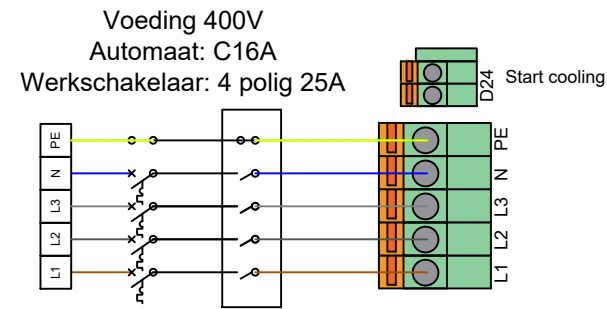 Voeding 400V
Automaat: C16A
Werkschakelaar: 4 polig 25A
D24
Start cooling
PE
PE
N
N
L3
L3
L2
L2
L1
L1